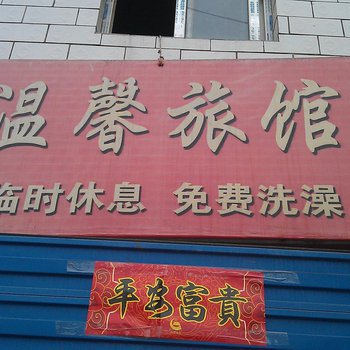 温馨旅馆
临时休息 免费洗澡
平安富貴